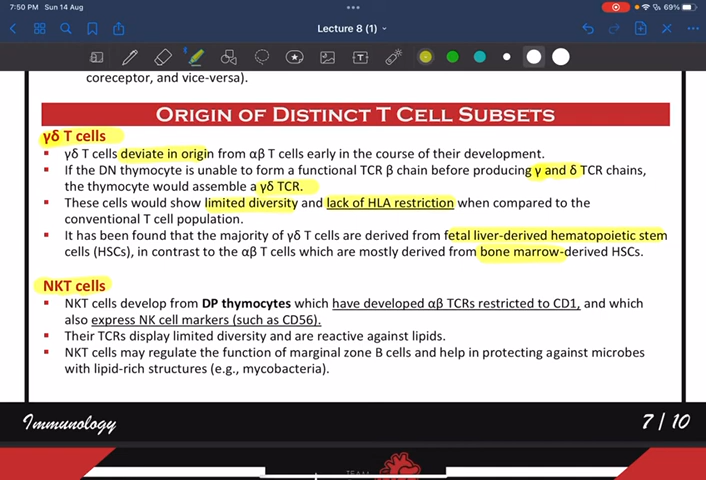 7:50 PM Sun 14 Aug
69%
Lecture 8 (1)
coreceptor, and vice-versa).
ORIGIN OF DISTINCT T CELL SUBSETS
γδ T cells
γδ T cells deviate in origin from αβ T cells early in the course of their development.
If the DN thymocyte is unable to form a functional TCR β chain before producing γ and δ TCR chains,
the thymocyte would assemble a γδ TCR.
These cells would show limited diversity and lack of HLA restriction when compared to the
conventional T cell population.
It has been found that the majority of γδ T cells are derived from fetal liver-derived hematopoietic stem
cells (HSCs), in contrast to the αβ T cells which are mostly derived from bone marrow-derived HSCs.
NKT cells
NKT cells develop from DP thymocytes which have developed αβ TCRs restricted to CD1, and which
also express NK cell markers (such as CD56).
Their TCRs display limited diversity and are reactive against lipids.
NKT cells may regulate the function of marginal zone B cells and help in protecting against microbes
with lipid-rich structures (e.g., mycobacteria).
Immunology
7 / 10
TEAM